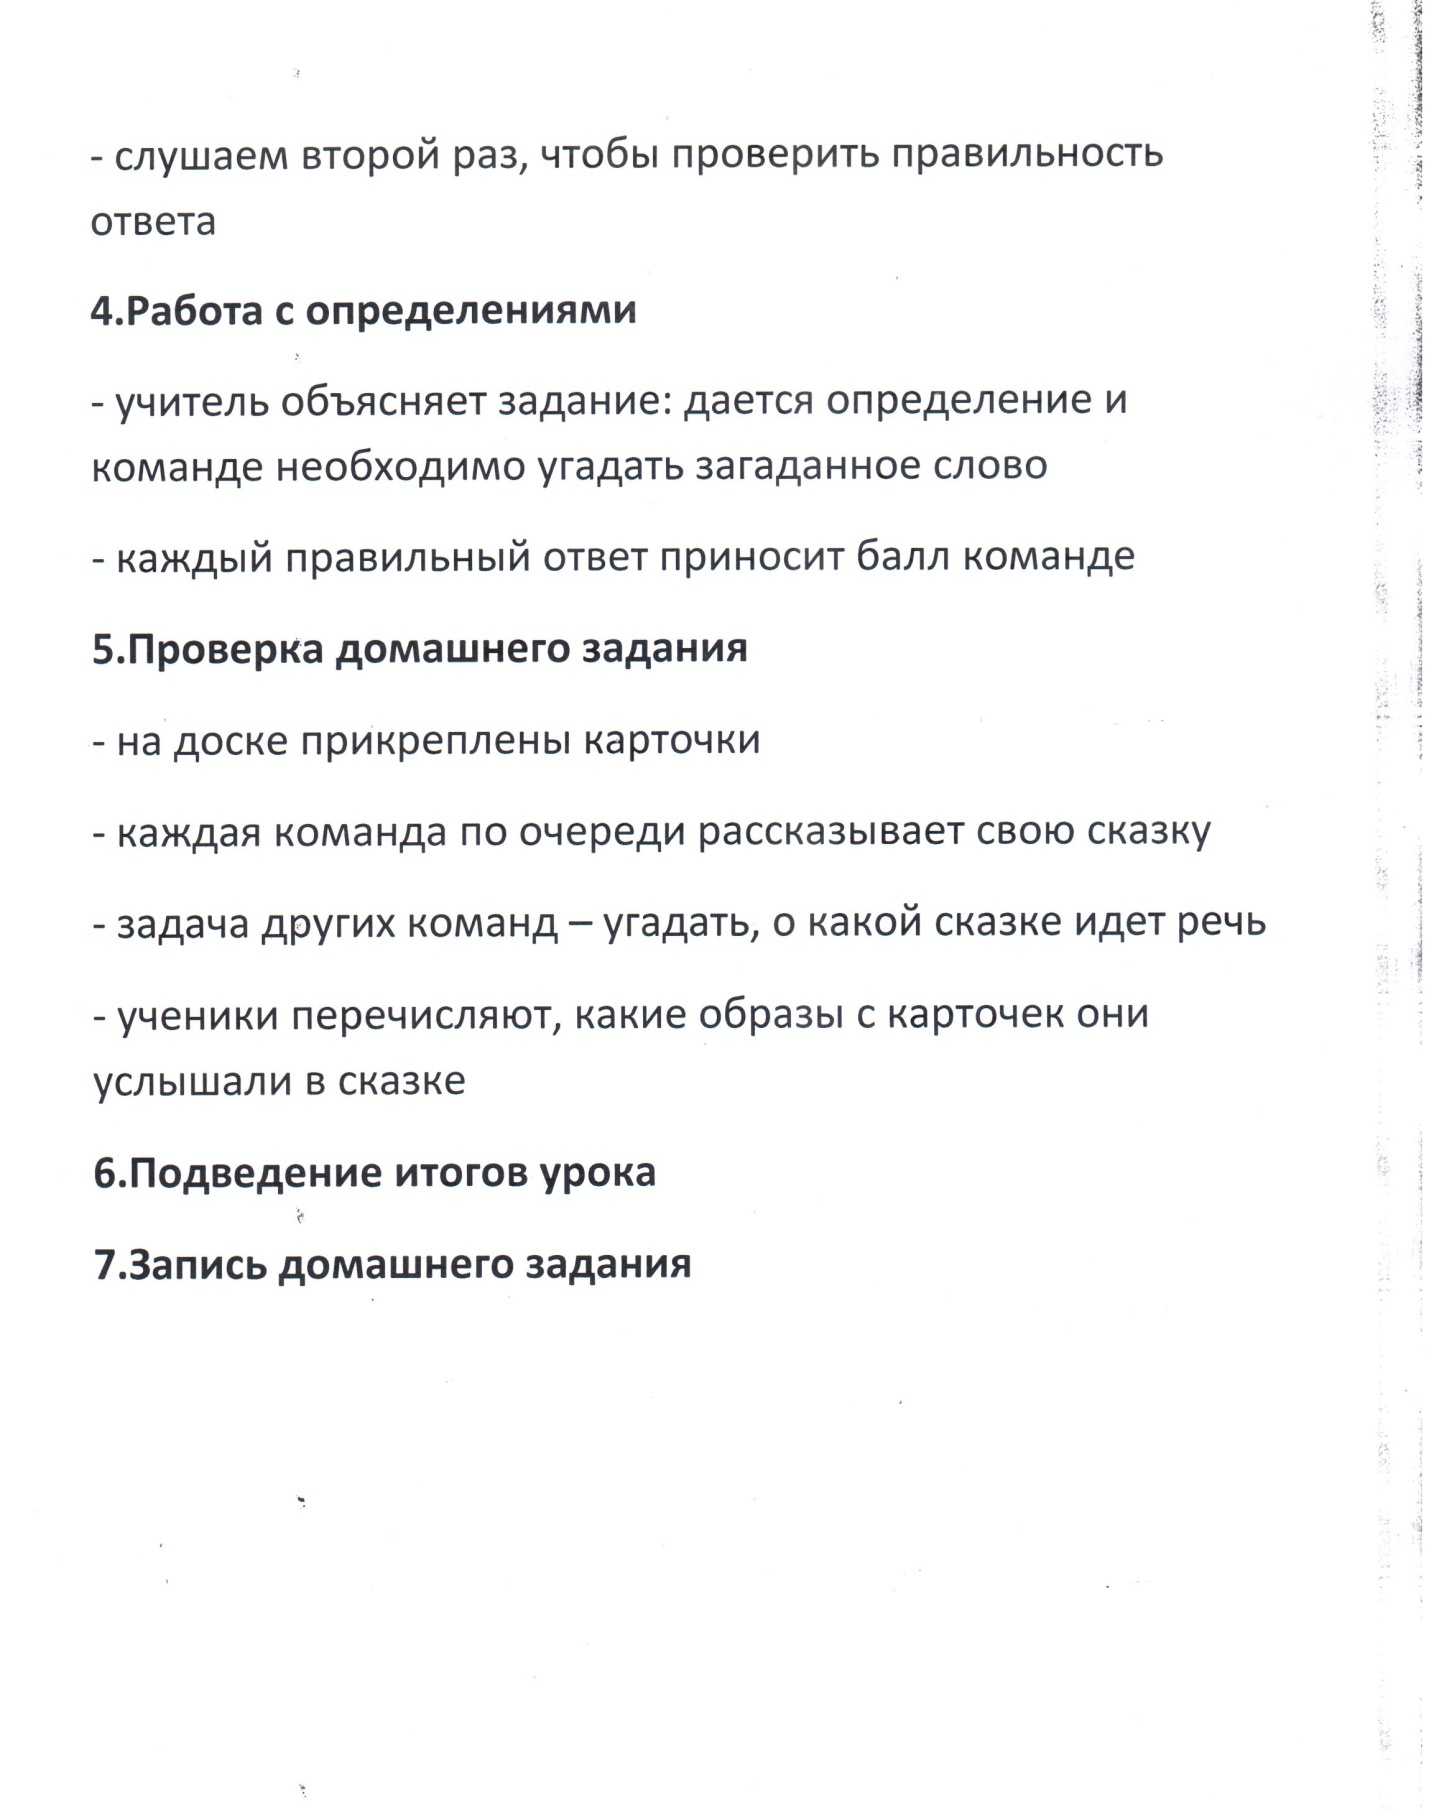 - слушаем второй раз, чтобы проверить правильность
ответа
4.Работа с определениями
- учитель объясняет задание: дается определение и
команде необходимо угадать загаданное слово
- каждый правильный ответ приносит балл команде
5.Проверка домашнего задания
- на доске прикреплены карточки
- каждая команда по очереди рассказывает свою сказку
- задача других команд – угадать, о какой сказке идет речь
- ученики перечисляют, какие образы с карточек они
услышали в сказке
6.Подведение итогов урока
7.Запись домашнего задания